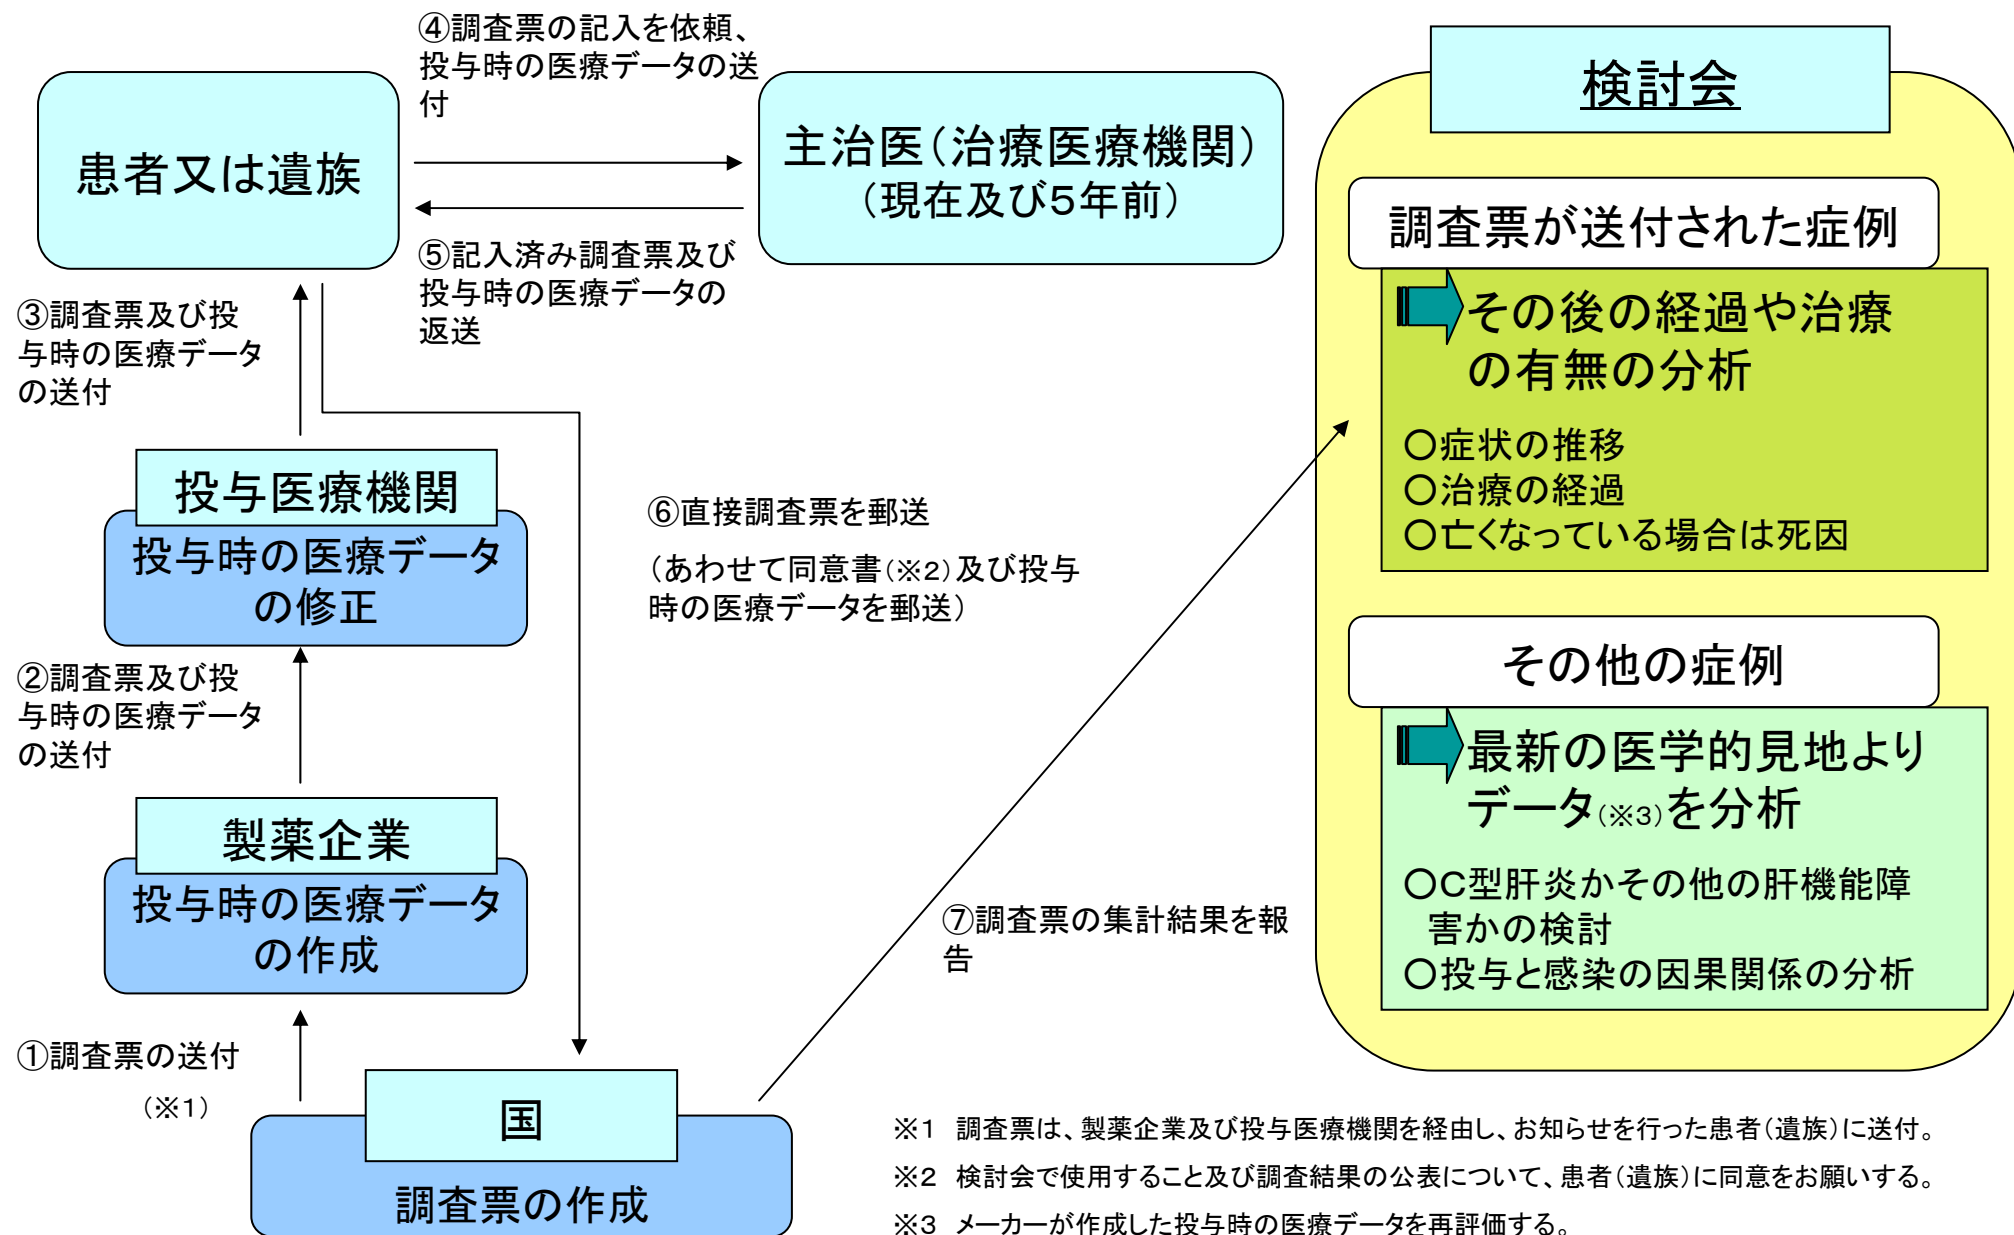 ④調査票の記入を依頼、
投与時の医療データの送
付
患者又は遺族
主治医(治療医療機関)
(現在及び5年前)
⑤記入済み調査票及び
投与時の医療データの
返送
③調査票及び投
与時の医療データ
の送付
投与医療機関
投与時の医療データ
の修正
②調査票及び投
与時の医療データ
の送付
製薬企業
投与時の医療データ
の作成
①調査票の送付
(※1)
国
調査票の作成
⑥直接調査票を郵送
(あわせて同意書(※2)及び投与
時の医療データを郵送)
⑦調査票の集計結果を報
告
検討会
調査票が送付された症例
その後の経過や治療
の有無の分析
○症状の推移
○治療の経過
○亡くなっている場合は死因
その他の症例
最新の医学的見地より
データ(※3)を分析
○C型肝炎かその他の肝機能障
害かの検討
○投与と感染の因果関係の分析
※1 調査票は、製薬企業及び投与医療機関を経由し、お知らせを行った患者(遺族)に送付。
※2 検討会で使用すること及び調査結果の公表について、患者(遺族)に同意をお願いする。
※3 メーカーが作成した投与時の医療データを再評価する。